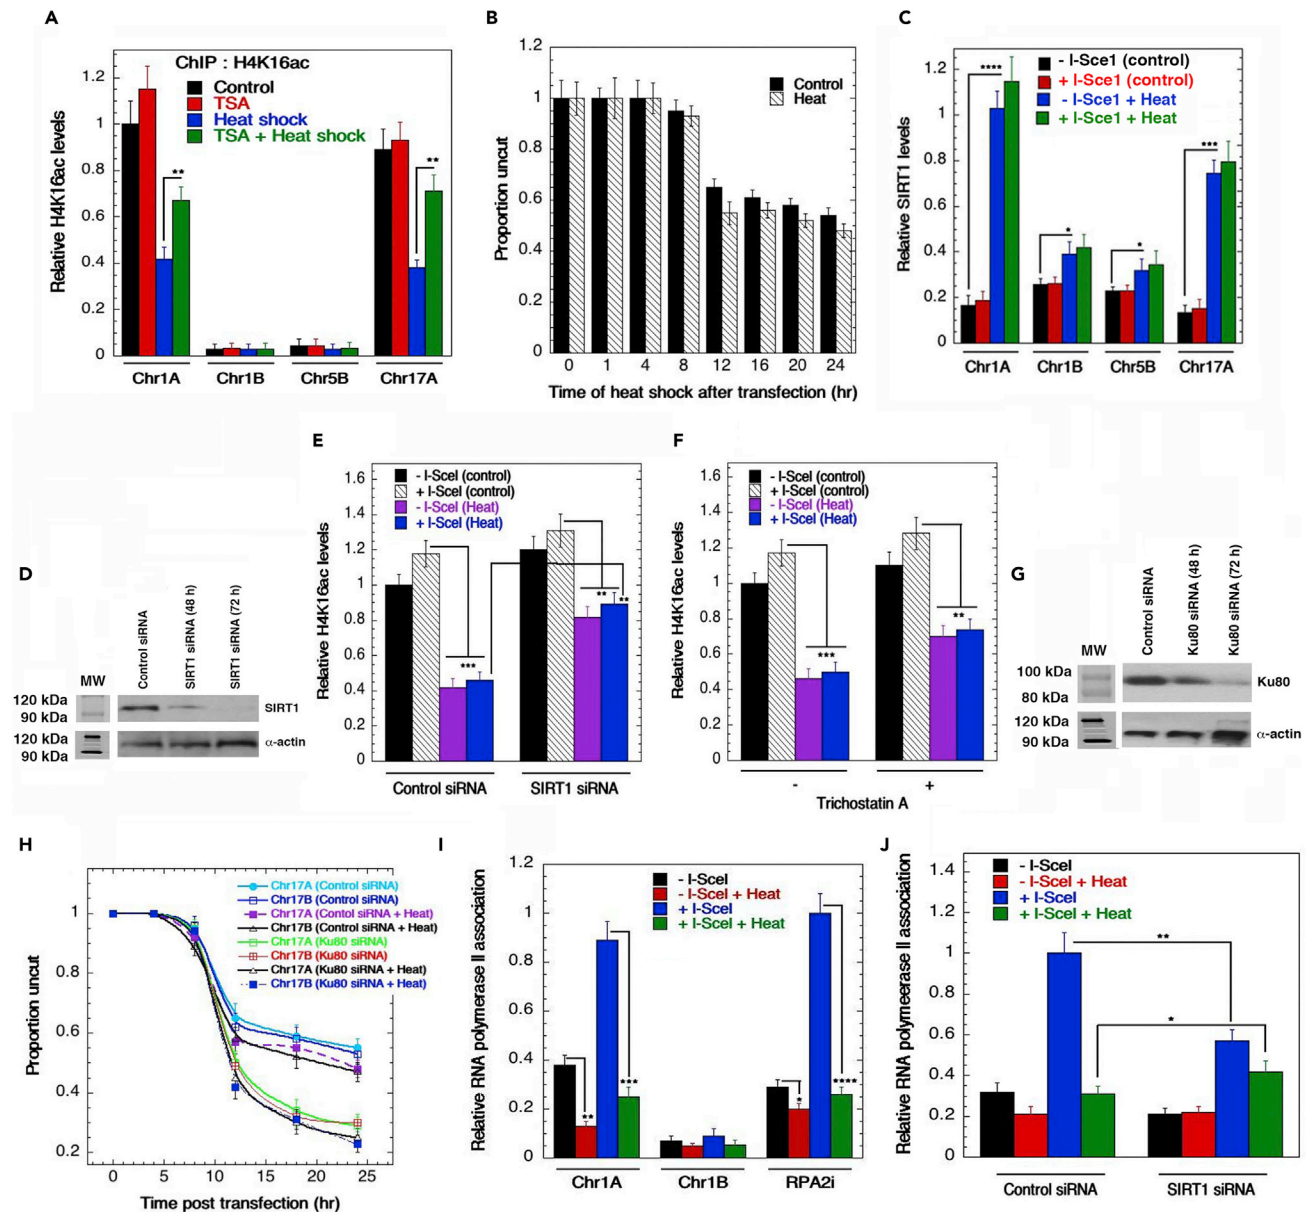 A
ChIP : H4K16ac
Control
TSA
Heat shock
TSA + Heat shock
Relative H4K16ac levels
1.2
1
0.8
0.6
0.4
0.2
0
**
**
Chr1A
Chr1B
Chr5B
Chr17A
B
Control
Heat
Proportion uncut
1.2
1
0.8
0.6
0.4
0.2
0
0
1
4
8
12
16
20
24
Time of heat shock after transfection (hr)
C
- I-Sce1 (control)
+ I-Sce1 (control)
- I-Sce1 + Heat
+ I-Sce1 + Heat
Relative SIRT1 levels
1.2
1
0.8
0.6
0.4
0.2
0
****
*
*
***
Chr1A
Chr1B
Chr5B
Chr17A
D
MW
Control siRNA
SIRT1 siRNA (48 h)
SIRT1 siRNA (72 h)
120 kDa
90 kDa
SIRT1
120 kDa
90 kDa
α-actin
E
- I-SceI (control)
+ I-SceI (control)
- I-SceI (Heat)
+ I-SceI (Heat)
Relative H4K16ac levels
1.6
1.4
1.2
1
0.8
0.6
0.4
0.2
0
***
**
**
Control siRNA
SIRT1 siRNA
F
- I-SceI (control)
+ I-SceI (control)
- I-SceI (Heat)
+ I-SceI (Heat)
Relative H4K16ac levels
1.6
1.4
1.2
1
0.8
0.6
0.4
0.2
0
***
**
-
+
Trichostatin A
G
MW
Control siRNA
Ku80 siRNA (48 h)
Ku80 siRNA (72 h)
100 kDa
80 kDa
Ku80
120 kDa
90 kDa
α-actin
H
Chr17A (Control siRNA)
Chr17B (Control siRNA)
Chr17A (Contol siRNA + Heat)
Chr17B (Control siRNA + Heat)
Chr17A (Ku80 siRNA)
Chr17B (Ku80 siRNA)
Chr17A (Ku80 siRNA + Heat)
Chr17B (Ku80 siRNA + Heat)
Proportion uncut
1
0.8
0.6
0.4
0.2
0
5
10
15
20
25
Time post transfection (hr)
I
- I-SceI
- I-SceI + Heat
+ I-SceI
+ I-SceI + Heat
Relative RNA polymerase II association
1.2
1
0.8
0.6
0.4
0.2
0
**
***
*
****
Chr1A
Chr1B
RPA2i
J
- I-SceI
- I-SceI + Heat
+ I-SceI
+ I-SceI + Heat
Relative RNA polymeerase II association
1.4
1.2
1
0.8
0.6
0.4
0.2
0
**
*
Control siRNA
SIRT1 siRNA